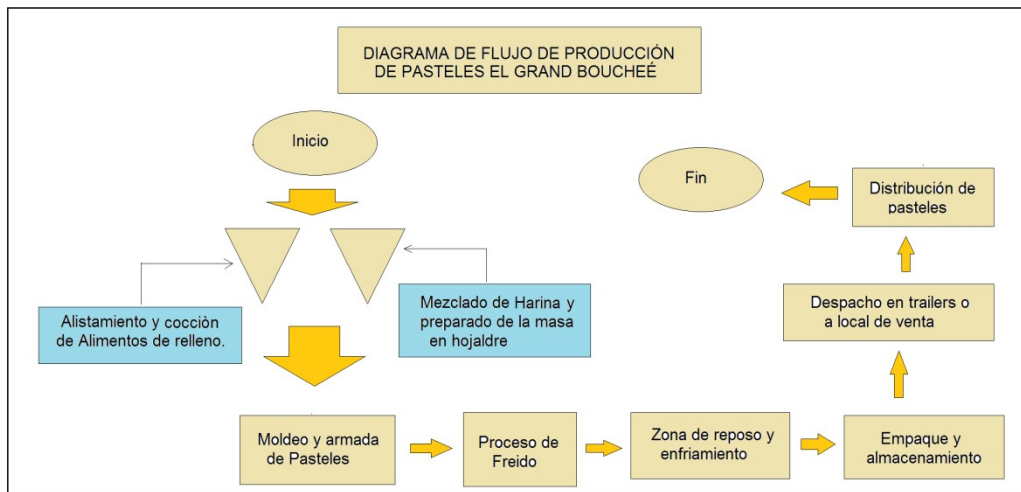 DIAGRAMA DE FLUJO DE PRODUCCIÓN
DE PASTELES EL GRAND BOUCHEÉ
Inicio
Alistamiento y cocciòn
de Alimentos de relleno.
Mezclado de Harina y
preparado de la masa
en hojaldre
Moldeo y armada
de Pasteles
Proceso de
Freido
Zona de reposo y
enfriamiento
Empaque y
almacenamiento
Despacho en trailers o
a local de venta
Distribución de
pasteles
Fin